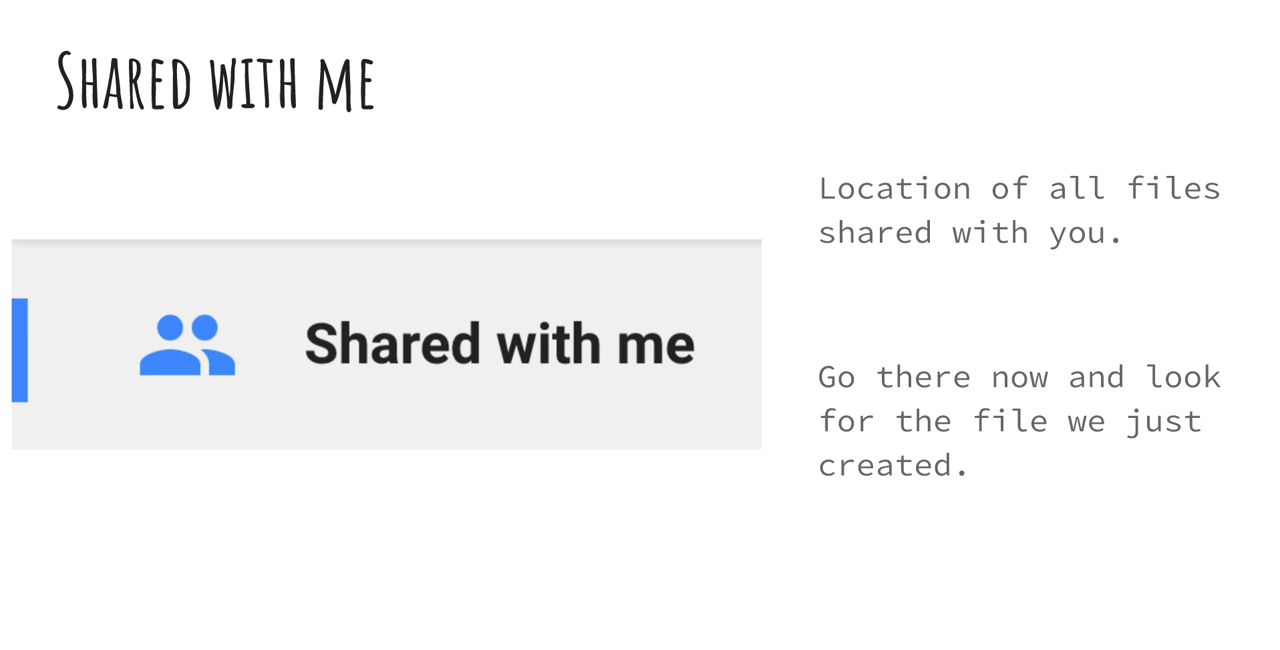 Shared with me
Shared with me
Location of all files
shared with you.
Go there now and look
for the file we just
created.